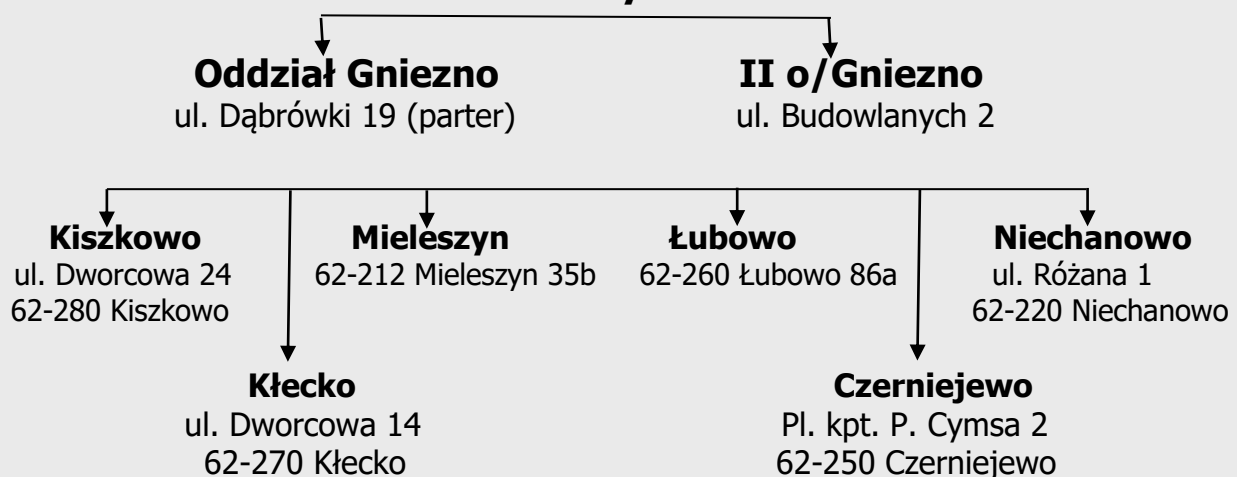 Oddział Gniezno
ul. Dąbrówki 19 (parter)
II o/Gniezno
ul. Budowlanych 2
Kiszkowo
ul. Dworcowa 24
62-280 Kiszkowo
Mieleszyn
62-212 Mieleszyn 35b
Łubowo
62-260 Łubowo 86a
Niechanowo
ul. Różana 1
62-220 Niechanowo
Kłecko
ul. Dworcowa 14
62-270 Kłecko
Czerniejewo
Pl. kpt. P. Cymsa 2
62-250 Czerniejewo